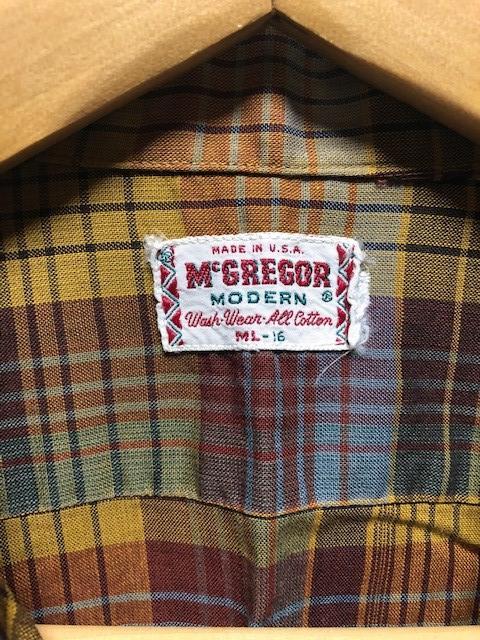 MADE IN U.S.A.
McGREGOR
MODERN ®
Wash-Wear-All Cotton
ML-16